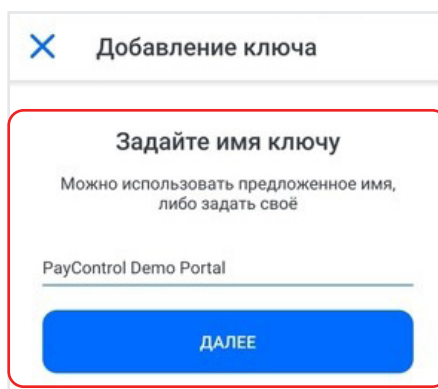 Добавление ключа
Задайте имя ключу
Можно использовать предложенное имя,
либо задать своё
PayControl Demo Portal
ДАЛЕЕ